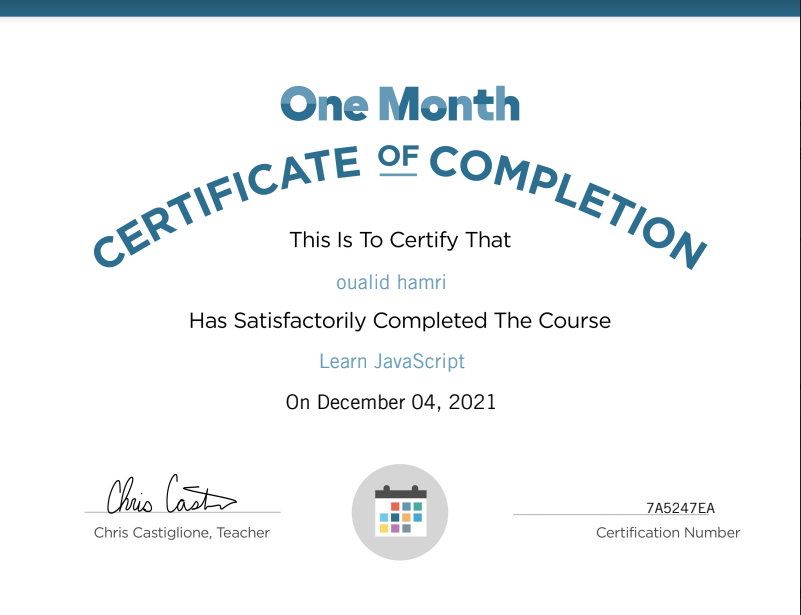 One Month
CERTIFICATE OF COMPLETION
This Is To Certify That
oualid hamri
Has Satisfactorily Completed The Course
Learn JavaScript
On December 04, 2021
Chris Cast
Chris Castiglione, Teacher
7A5247EA
Certification Number